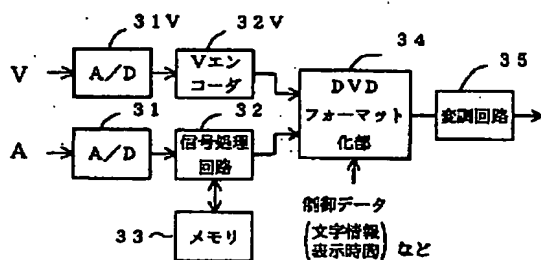 31V
32V
34
35
V
A/D
Vエン
コーダ
DVD
フォーマット
化部
変調回路
31
32
A
A/D
信号処理
回路
33
メモリ
制御データ
(文字情報
表示時間)など